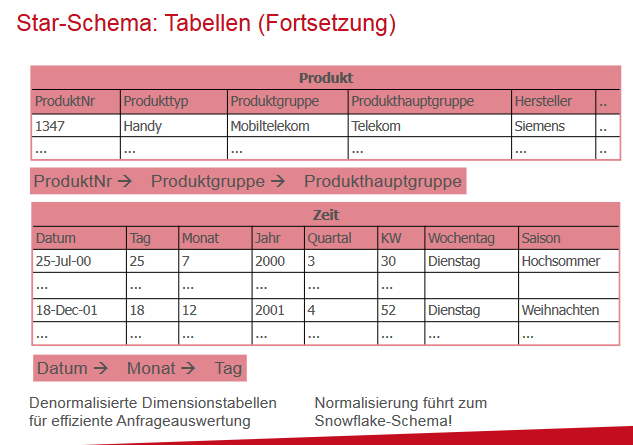 Star-Schema: Tabellen (Fortsetzung)
Produkt
ProduktNr Produkttyp Produktgruppe Produkthauptgruppe Hersteller ..
1347 Handy Mobiltelekom Telekom Siemens ..
... ... ... ... ... ..
ProduktNr → Produktgruppe → Produkthauptgruppe
Zeit
Datum Tag Monat Jahr Quartal KW Wochentag Saison
25-Jul-00 25 7 2000 3 30 Dienstag Hochsommer
... ... ... ... ... ...
18-Dec-01 18 12 2001 4 52 Dienstag Weihnachten
... ... ... ... ... ... ... ...
Datum → Monat → Tag
Denormalisierte Dimensionstabellen
für effiziente Anfrageauswertung
Normalisierung führt zum
Snowflake-Schema!